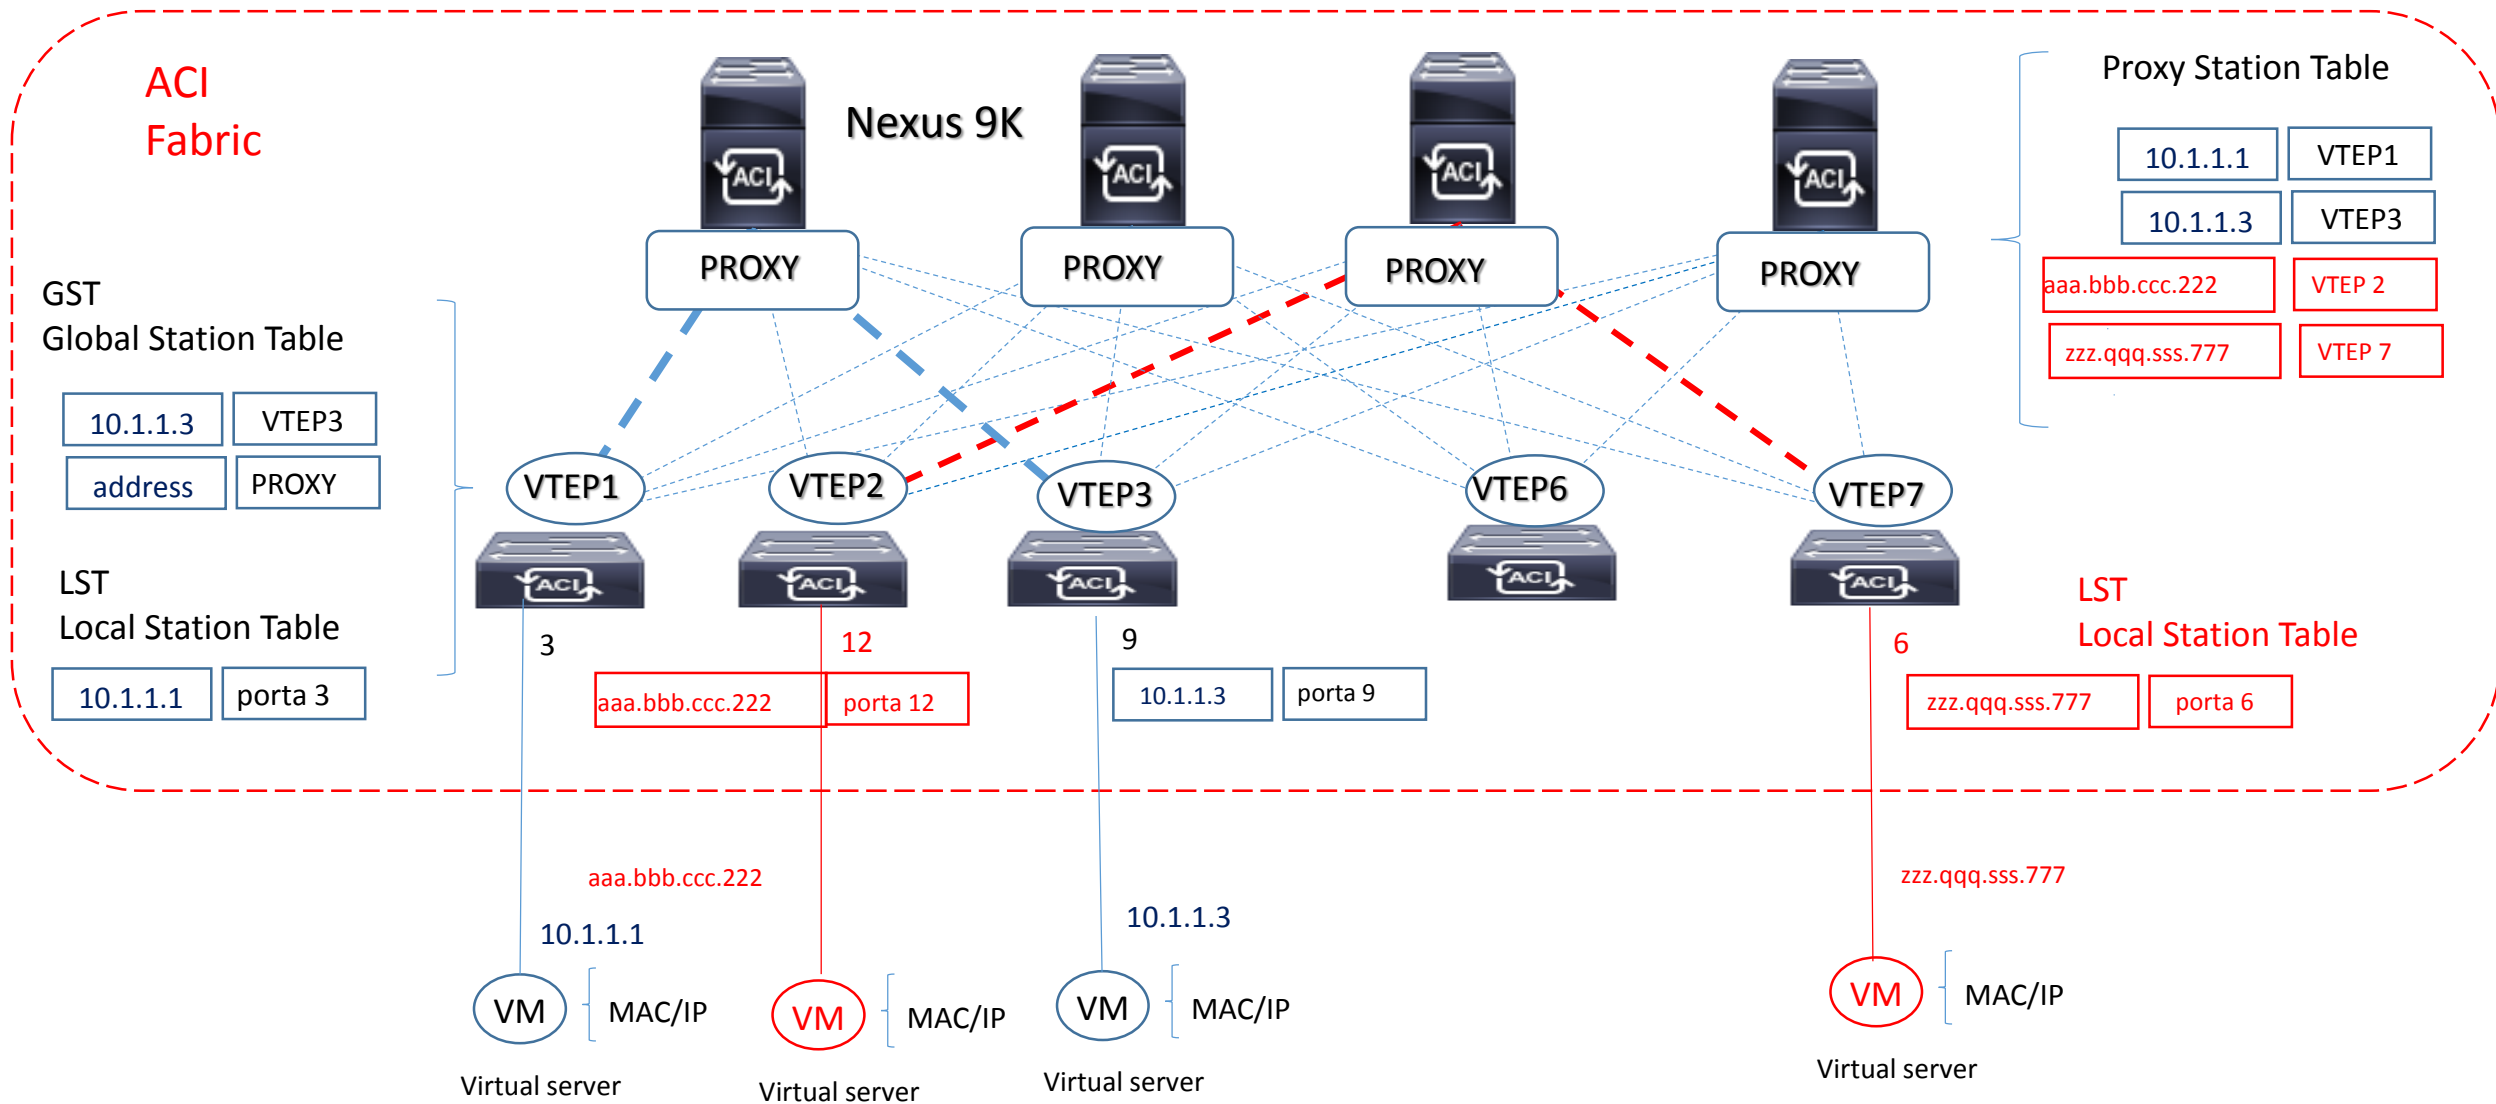 ACI
Fabric
Nexus 9K
ACI
ACI
ACI
ACI
PROXY
PROXY
PROXY
PROXY
Proxy Station Table
10.1.1.1 VTEP1
10.1.1.3 VTEP3
aaa.bbb.ccc.222 VTEP 2
zzz.qqq.sss.777 VTEP 7
GST
Global Station Table
10.1.1.3 VTEP3
address PROXY
LST
Local Station Table
10.1.1.1 porta 3
VTEP1
VTEP2
VTEP3
VTEP6
VTEP7
ACI
ACI
ACI
ACI
ACI
3
12
9
6
aaa.bbb.ccc.222 porta 12
10.1.1.3 porta 9
LST
Local Station Table
zzz.qqq.sss.777 porta 6
aaa.bbb.ccc.222
zzz.qqq.sss.777
10.1.1.1
10.1.1.3
VM MAC/IP
VM MAC/IP
VM MAC/IP
VM MAC/IP
Virtual server
Virtual server
Virtual server
Virtual server